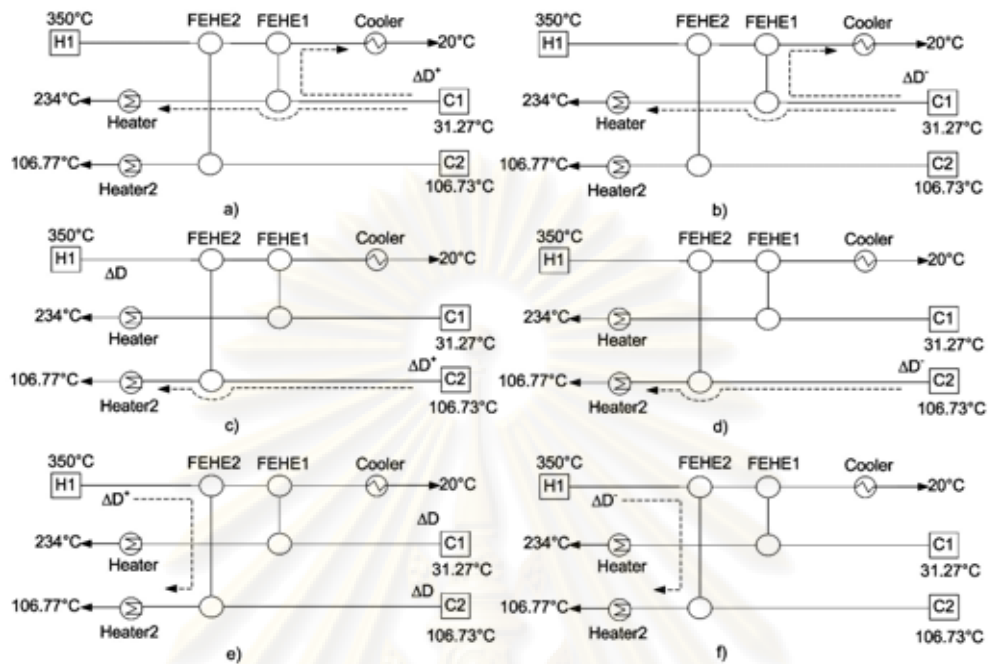 350°C FEHE2 FEHE1 Cooler
H1 20°C
ΔD⁺
234°C C1
Heater 31.27°C
106.77°C C2
Heater2 106.73°C
a)
350°C FEHE2 FEHE1 Cooler
H1 20°C
ΔD⁻
234°C C1
Heater 31.27°C
106.77°C C2
Heater2 106.73°C
b)
350°C FEHE2 FEHE1 Cooler
H1 20°C
ΔD
234°C C1
Heater 31.27°C
ΔD⁺
106.77°C C2
Heater2 106.73°C
c)
350°C FEHE2 FEHE1 Cooler
H1 20°C
234°C C1
Heater 31.27°C
ΔD⁻
106.77°C C2
Heater2 106.73°C
d)
350°C FEHE2 FEHE1 Cooler
H1 20°C
ΔD⁺ ΔD
234°C C1
Heater 31.27°C
ΔD
106.77°C C2
Heater2 106.73°C
e)
350°C FEHE2 FEHE1 Cooler
H1 20°C
ΔD⁻
234°C C1
Heater 31.27°C
106.77°C C2
Heater2 106.73°C
f)